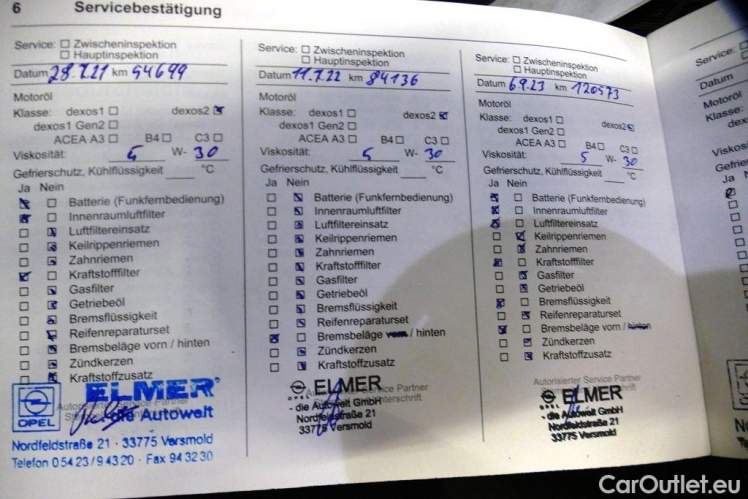 6 Servicebestätigung
Service: Zwischeninspektion
Hauptinspektion
Datum 28.7.21 km 54699
Motoröl
Klasse: dexos1 dexos2
dexos1 Gen2
ACEA A3 B4 C3
Viskosität: 5 W- 30
Gefrierschutz, Kühlflüssigkeit °C
Ja Nein
Batterie (Funkfernbedienung)
Innenraumluftfilter
Luftfiltereinsatz
Keilrippenriemen
Zahnriemen
Kraftstofffilter
Gasfilter
Getriebeöl
Bremsflüssigkeit
Reifenreparaturset
Bremsbeläge vorn / hinten
Zündkerzen
Kraftstoffzusatz
OPEL
ELMER
die Autowelt
Nordfeldstraße 21 · 33775 Versmold
Telefon 0 54 23 / 9 43 20 · Fax 94 32 30
Service: Zwischeninspektion
Hauptinspektion
Datum 11.7.22 km 84136
Motoröl
Klasse: dexos1 dexos2
dexos1 Gen2
ACEA A3 B4 C3
Viskosität: 5 W- 30
Gefrierschutz, Kühlflüssigkeit °C
Ja Nein
Batterie (Funkfernbedienung)
Innenraumluftfilter
Luftfiltereinsatz
Keilrippenriemen
Zahnriemen
Kraftstofffilter
Gasfilter
Getriebeöl
Bremsflüssigkeit
Reifenreparaturset
Bremsbeläge vorn / hinten
Zündkerzen
Kraftstoffzusatz
OPEL
ELMER
Service Partner
- die Autowelt GmbH
Nordfeldstraße 21
33775 Versmold
Service: Zwischeninspektion
Hauptinspektion
Datum 6.9.23 km 120573
Motoröl
Klasse: dexos1 dexos2
dexos1 Gen2
ACEA A3 B4 C3
Viskosität: 5 W- 30
Gefrierschutz, Kühlflüssigkeit °C
Ja Nein
Batterie (Funkfernbedienung)
Innenraumluftfilter
Luftfiltereinsatz
Keilrippenriemen
Zahnriemen
Kraftstofffilter
Gasfilter
Getriebeöl
Bremsflüssigkeit
Reifenreparaturset
Bremsbeläge vorn / hinten
Zündkerzen
Kraftstoffzusatz
Autorisierter Service Partner
OPEL
ELMER
- die Autowelt GmbH
Nordfeldstraße 21
33775 Versmold
Service:
Datum
Motoröl
Klasse:
Ja
CarOutlet.eu